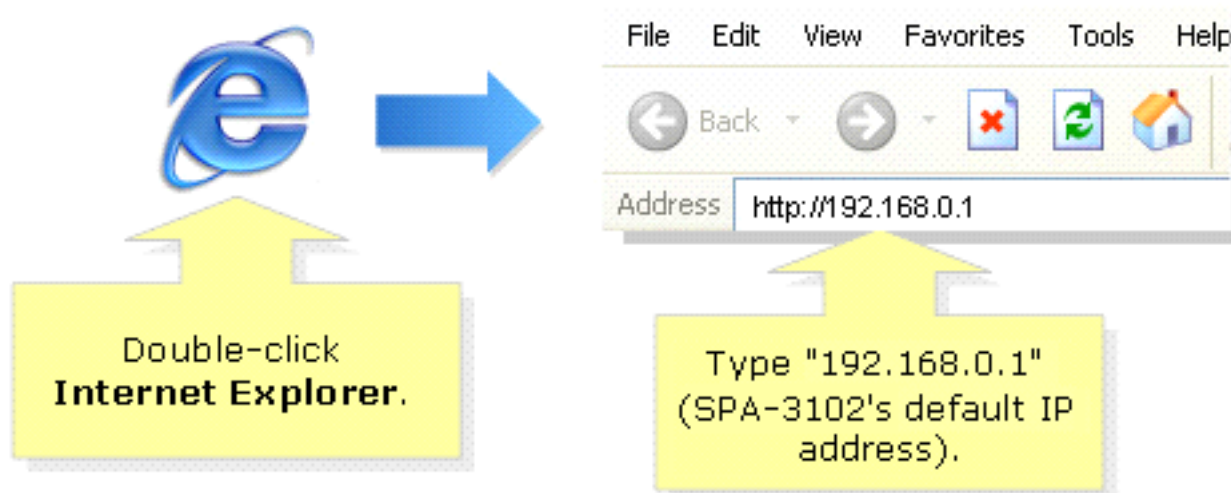 File Edit View Favorites Tools Help
Back
Address http://192.168.0.1
Double-click
Internet Explorer.
Type "192.168.0.1"
(SPA-3102's default IP
address).